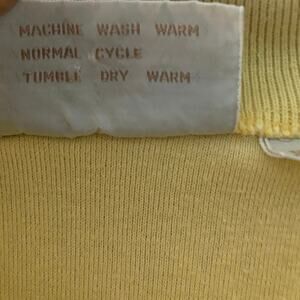 MACHINE WASH WARM
NORMAL CYCLE
TUMBLE DRY WARM